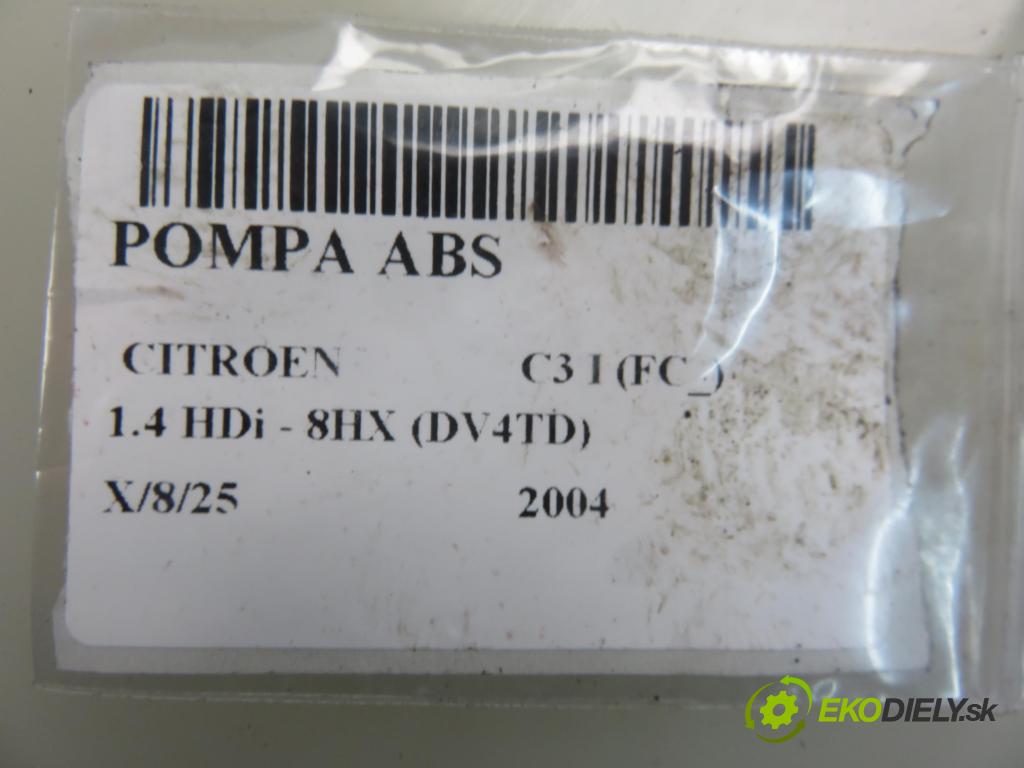 POMPA ABS
CITROEN C3 I (FC_)
1.4 HDi - 8HX (DV4TD)
X/8/25 2004
EKODIELY.sk